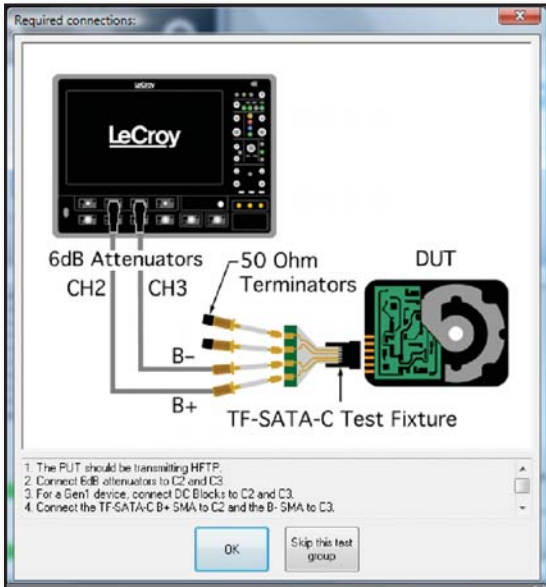 Required connections:
LeCroy
LeCroy
6dB Attenuators
CH2
CH3
50 Ohm
Terminators
DUT
B-
B+
TF-SATA-C Test Fixture
1. The PUT should be transmitting HFTP.
2. Connect 6dB attenuators to C2 and C3.
3. For a Gen1 device, connect DC Blocks to C2 and C3.
4. Connect the TF-SATA-C B+ SMA to C2 and the B- SMA to C3.
OK
Skip this test
group